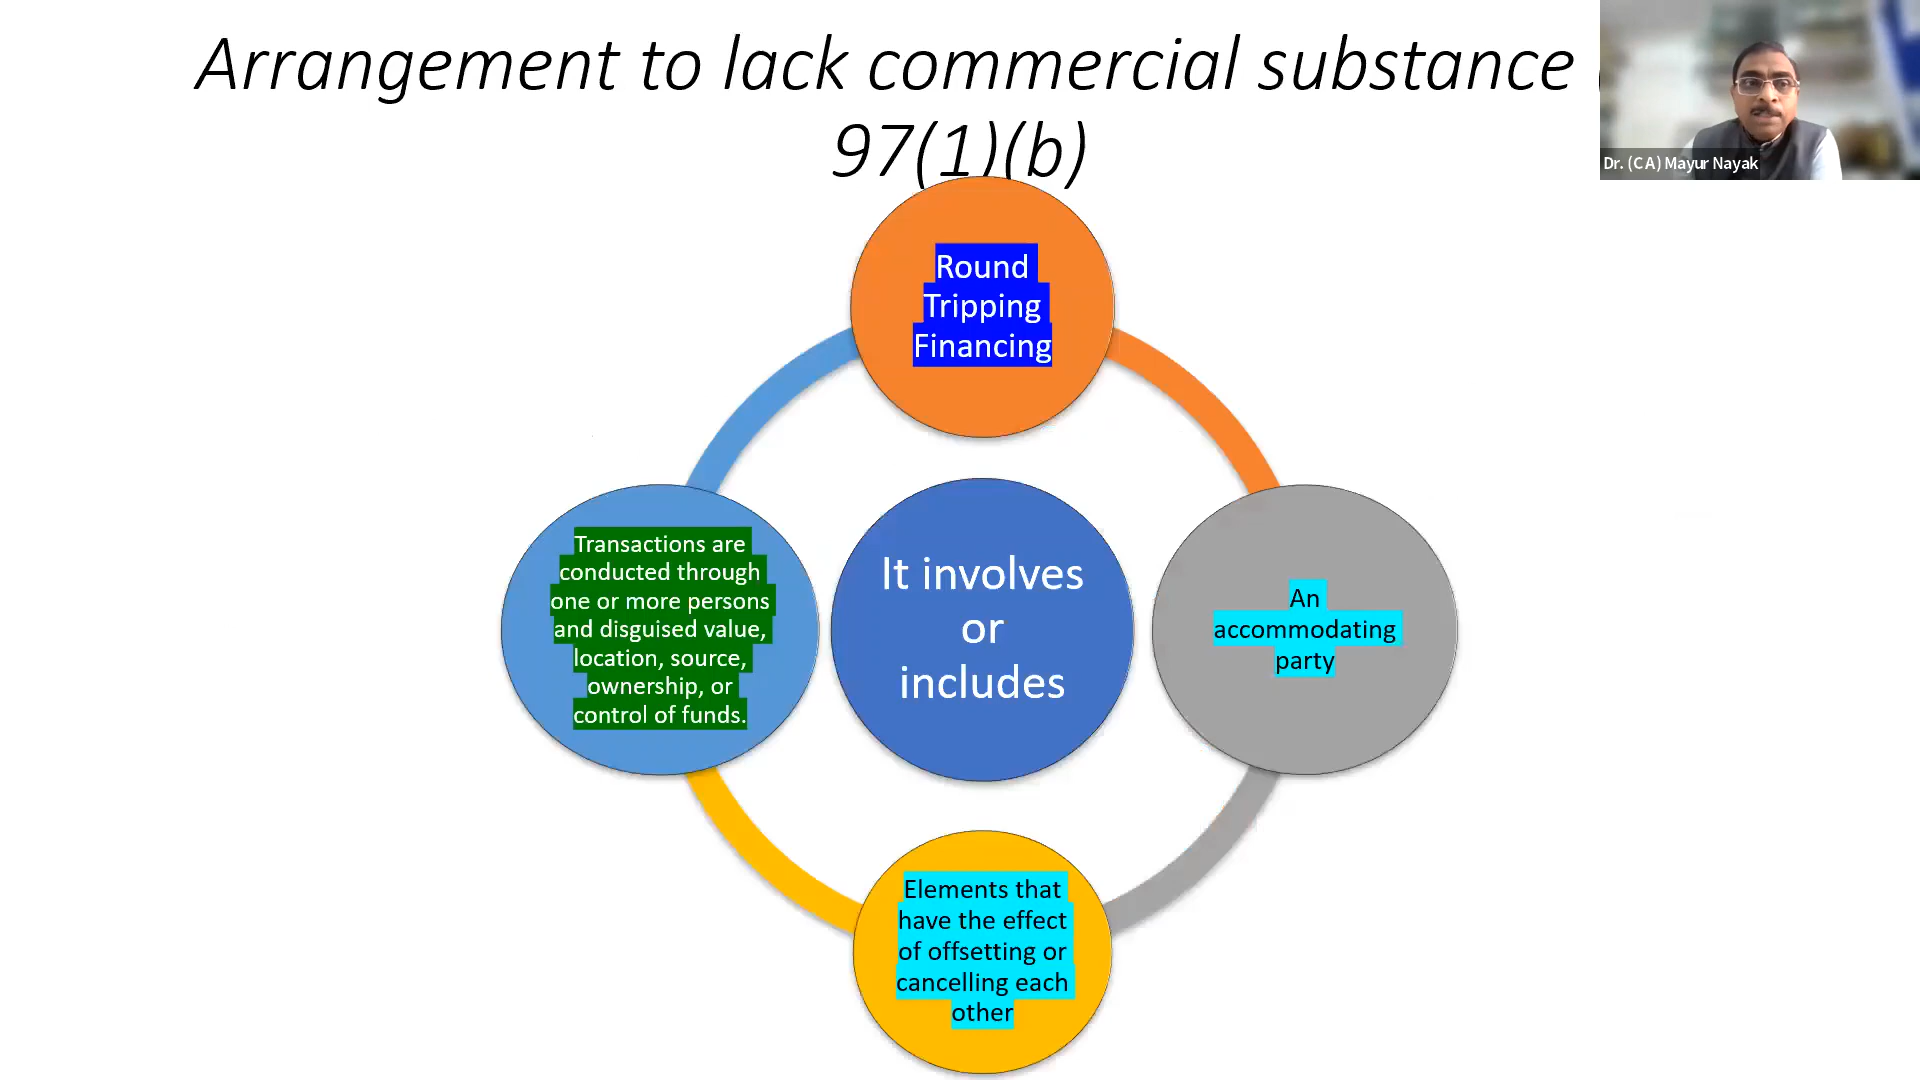 Arrangement to lack commercial substance
97(1)(b)
Dr. (CA) Mayur Nayak
Round
Tripping
Financing
Transactions are
conducted through
one or more persons
and disguised value,
location, source,
ownership, or
control of funds.
It involves
or
includes
An
accommodating
party
Elements that
have the effect
of offsetting or
cancelling each
other